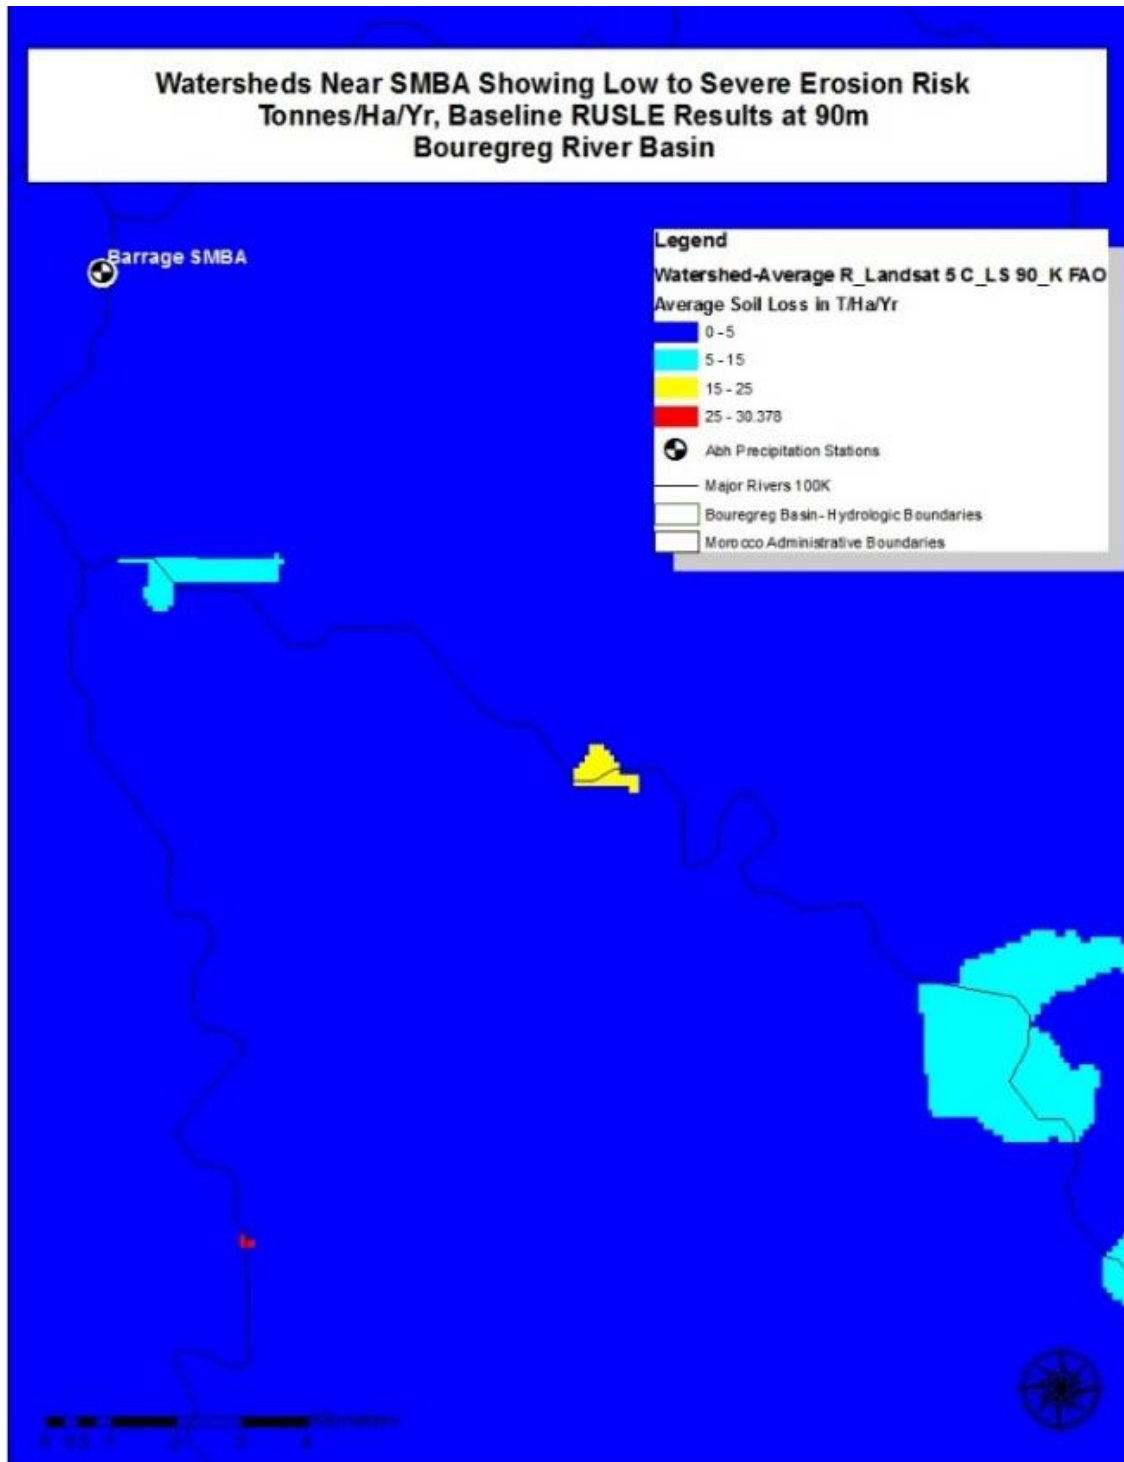 Watersheds Near SMBA Showing Low to Severe Erosion Risk
Tonnes/Ha/Yr, Baseline RUSLE Results at 90m
Bouregreg River Basin
Barrage SMBA
Legend
Watershed-Average R_Landsat 5 C_LS 90_K FAO
Average Soil Loss in T/Ha/Yr
0 - 5
5 - 15
15 - 25
25 - 30.378
Abh Precipitation Stations
Major Rivers 100K
Bouregreg Basin- Hydrologic Boundaries
Morocco Administrative Boundaries
Kilometers